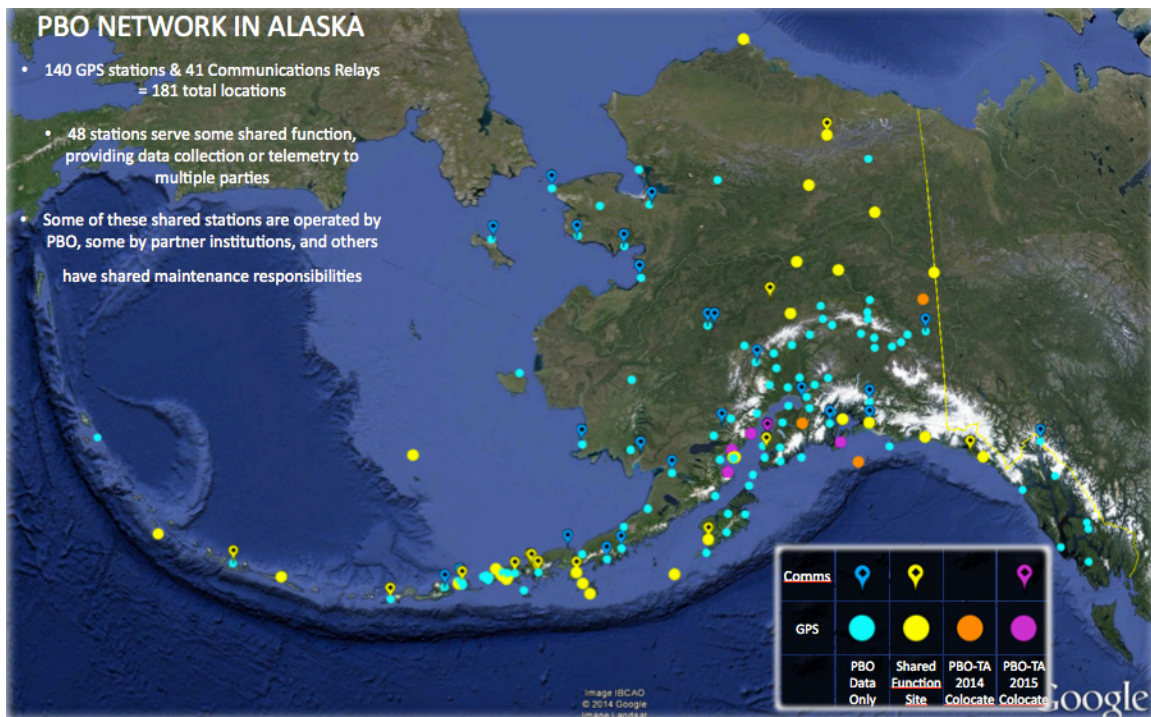 PBO NETWORK IN ALASKA
• 140 GPS stations & 41 Communications Relays
= 181 total locations
• 48 stations serve some shared function,
providing data collection or telemetry to
multiple parties
• Some of these shared stations are operated by
PBO, some by partner institutions, and others
have shared maintenance responsibilities
Comms
GPS
PBO
Data
Only
Shared
Function
Site
PBO-TA
2014
Colocate
PBO-TA
2015
Colocate
Google
Image IBCAO
© 2014 Google
Image Landsat